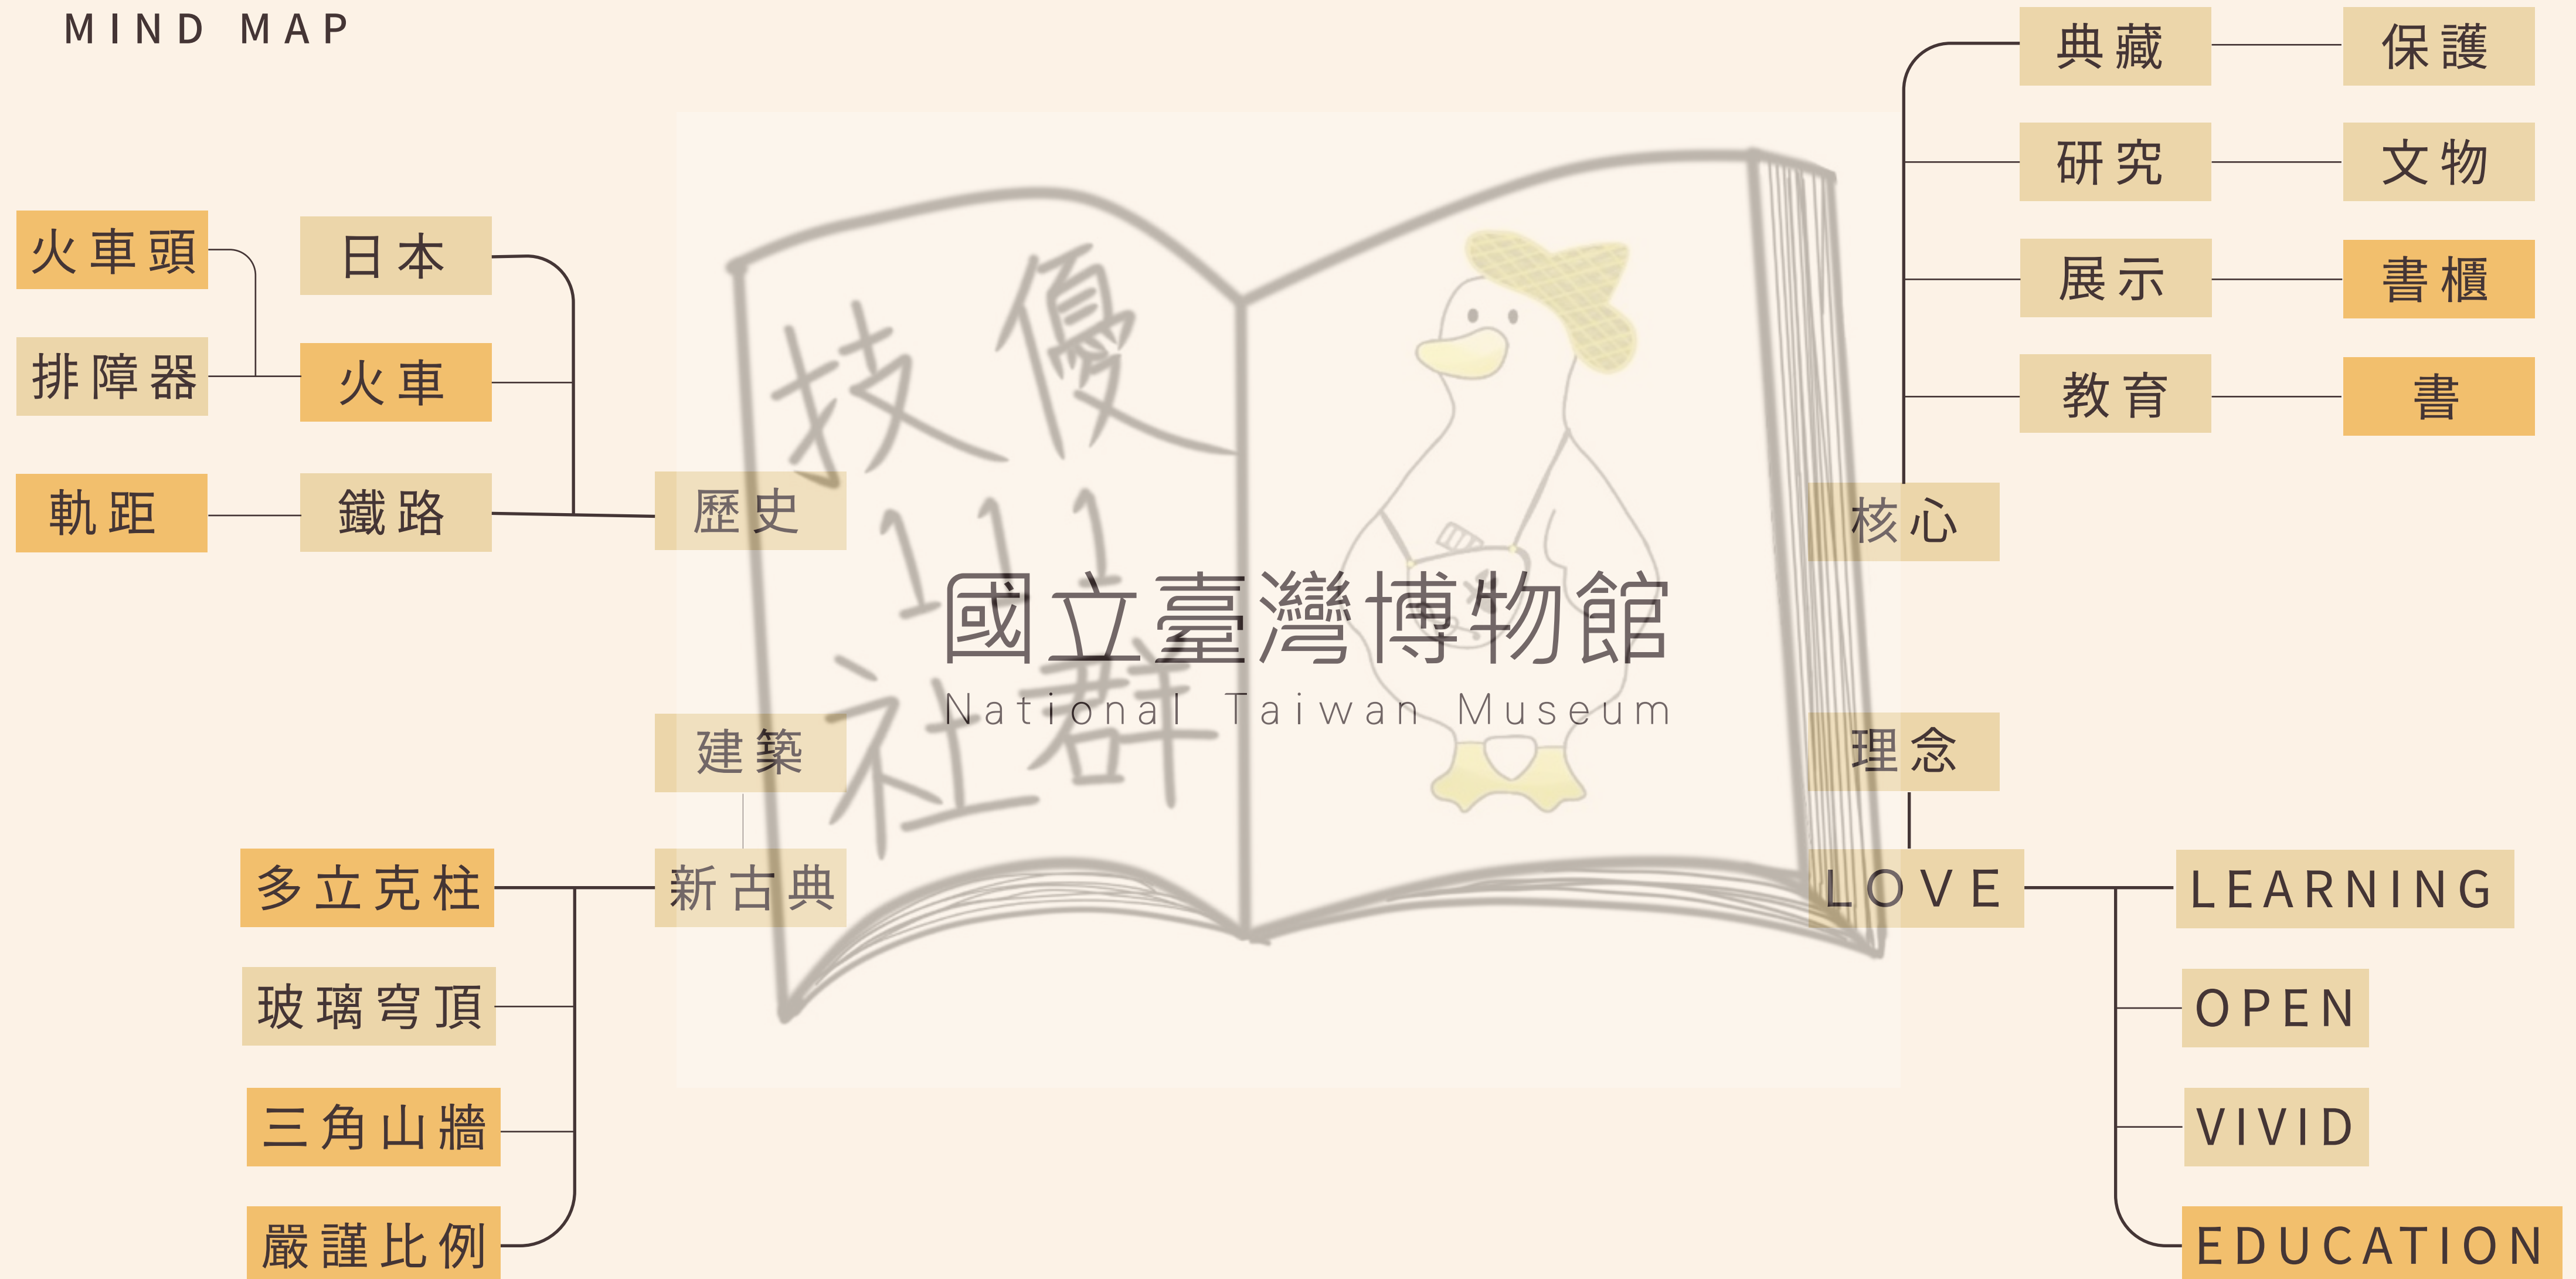 MIND MAP
火車頭
日本
排障器
火車
軌距
鐵路
歷史
建築
新古典
多立克柱
玻璃穹頂
三角山牆
嚴謹比例
技優
111
社群
國立臺灣博物館
National Taiwan Museum
典藏
保護
研究
文物
展示
書櫃
教育
書
核心
理念
LOVE
LEARNING
OPEN
VIVID
EDUCATION